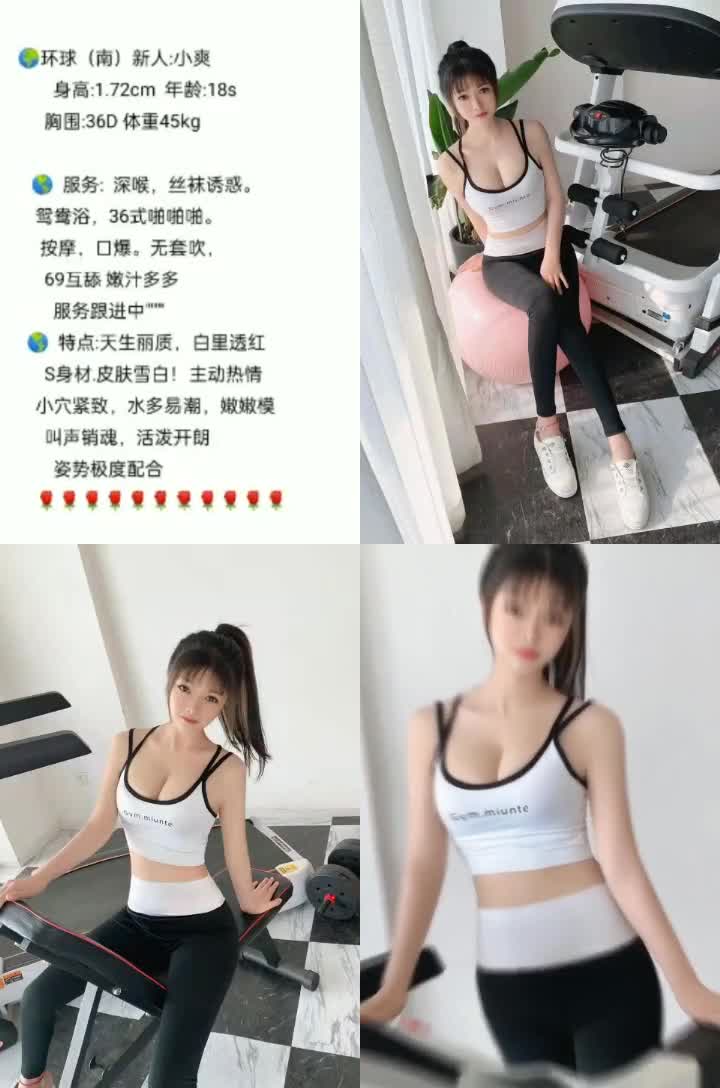 🌏环球（南）新人:小爽
身高:1.72cm 年龄:18s
胸围:36D 体重45kg
🌏 服务: 深喉，丝袜诱惑。
鸳鸯浴，36式啪啪啪。
按摩，口爆。无套吹，
69互舔 嫩汁多多
服务跟进中""""
🌏 特点:天生丽质，白里透红
S身材.皮肤雪白！主动热情
小穴紧致，水多易潮，嫩嫩模
叫声销魂，活泼开朗
姿势极度配合
🌹🌹🌹🌹🌹🌹🌹🌹🌹🌹🌹
Gym.miunte
Gym.miunte
Gym.miunte